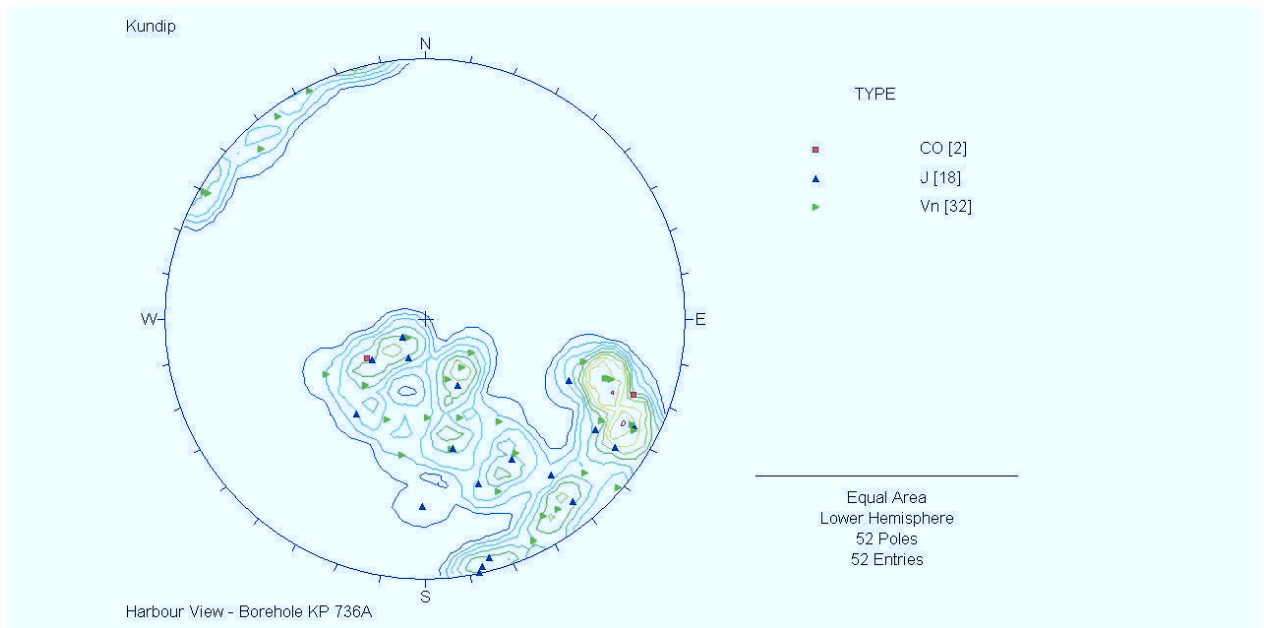 Kundip
N
TYPE
CO [2]
J [18]
Vn [32]
W
E
Equal Area
Lower Hemisphere
52 Poles
52 Entries
S
Harbour View - Borehole KP 736A